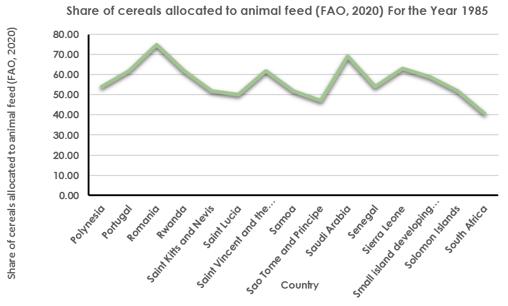 Share of cereals allocated to animal feed (FAO, 2020) For the Year 1985
Share of cereals allocated to animal feed (FAO, 2020)
80.00
70.00
60.00
50.00
40.00
30.00
20.00
10.00
0.00
Polynesia
Portugal
Romania
Rwanda
Saint Kitts and Nevis
Saint Lucia
Saint Vincent and the...
Samoa
Sao Tome and Principe
Saudi Arabia
Senegal
Sierra Leone
Small island developing...
Solomon Islands
South Africa
Country